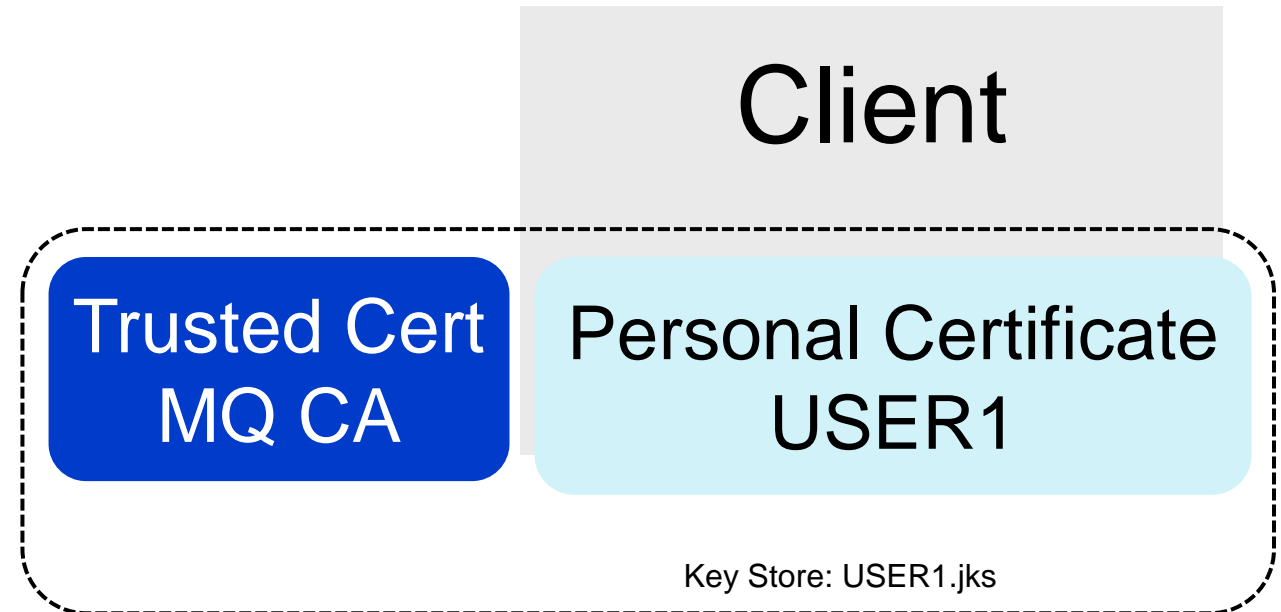 Client
Trusted Cert
MQ CA
Personal Certificate
USER1
Key Store: USER1.jks